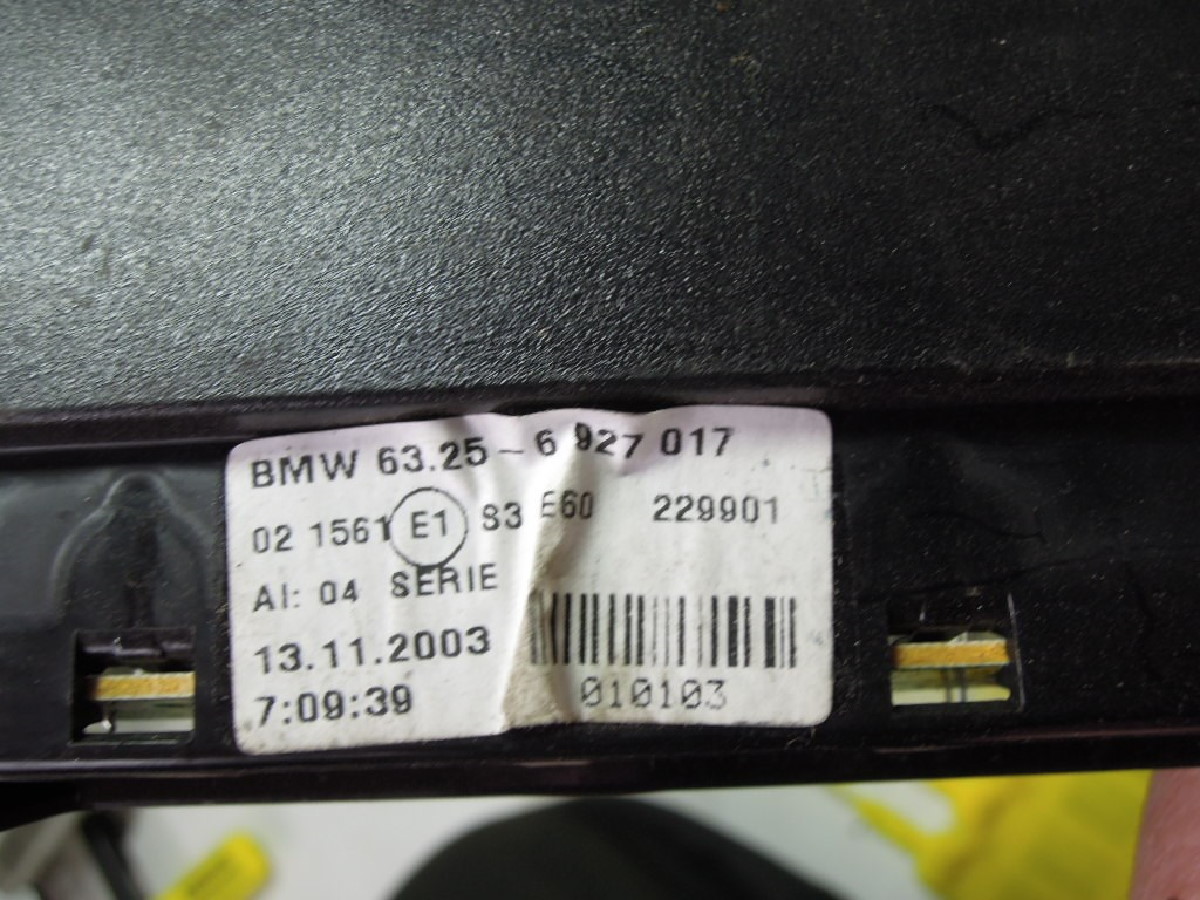 BMW 63.25 - 6 927 017
02 1561 E1 S3 E60 229901
AI: 04 SERIE
13.11.2003
7:09:39 010103